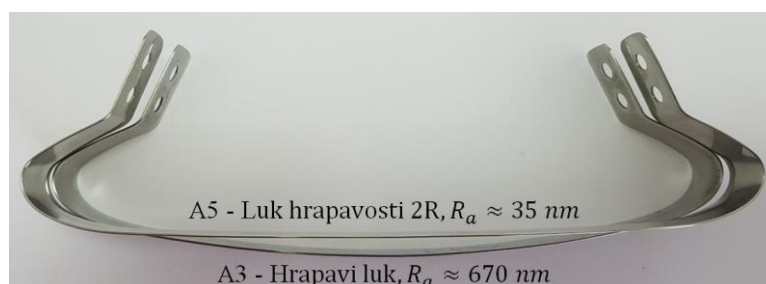 A5 - Luk hrapavosti 2R, Rₐ ≈ 35 nm
A3 - Hrapavi luk, Rₐ ≈ 670 nm